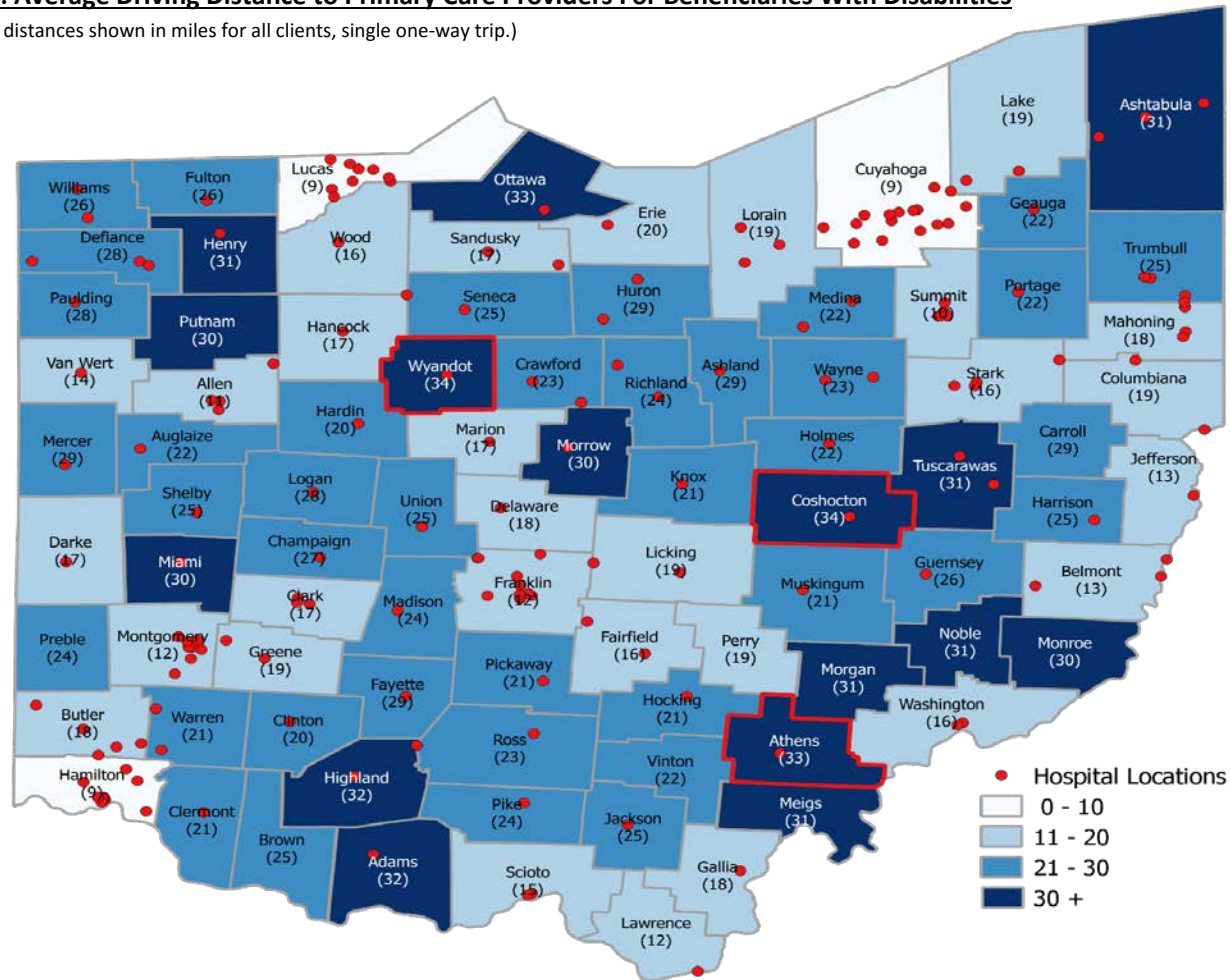 : Average Driving Distance to Primary Care Providers For Beneficiaries With Disabilities
distances shown in miles for all clients, single one-way trip.)
Williams
(26)
Fulton
(26)
Lucas
(9)
Ottawa
(33)
Erie
(20)
Lorain
(19)
Cuyahoga
(9)
Lake
(19)
Ashtabula
(31)
Geauga
(22)
Trumbull
(25)
Defiance
(28)
Henry
(31)
Wood
(16)
Sandusky
(17)
Paulding
(28)
Putnam
(30)
Hancock
(17)
Seneca
(25)
Huron
(29)
Medina
(22)
Summit
(10)
Portage
(22)
Mahoning
(18)
Van Wert
(14)
Allen
(11)
Wyandot
(34)
Crawford
(23)
Richland
(24)
Ashland
(29)
Wayne
(23)
Stark
(16)
Columbiana
(19)
Mercer
(29)
Auglaize
(22)
Hardin
(20)
Marion
(17)
Morrow
(30)
Holmes
(22)
Tuscarawas
(31)
Carroll
(29)
Jefferson
(13)
Shelby
(25)
Logan
(28)
Union
(25)
Delaware
(18)
Knox
(21)
Coshocton
(34)
Harrison
(25)
Darke
(17)
Miami
(30)
Champaign
(27)
Clark
(17)
Madison
(24)
Franklin
(12)
Licking
(19)
Muskingum
(21)
Guernsey
(26)
Belmont
(13)
Preble
(24)
Montgomery
(12)
Greene
(19)
Fayette
(29)
Pickaway
(21)
Fairfield
(16)
Perry
(19)
Morgan
(31)
Noble
(31)
Monroe
(30)
Butler
(18)
Warren
(21)
Clinton
(20)
Ross
(23)
Hocking
(21)
Athens
(33)
Washington
(16)
Hamilton
(9)
Clermont
(21)
Brown
(25)
Highland
(32)
Adams
(32)
Pike
(24)
Vinton
(22)
Jackson
(25)
Meigs
(31)
Scioto
(15)
Gallia
(18)
Lawrence
(12)
Hospital Locations
0 - 10
11 - 20
21 - 30
30 +